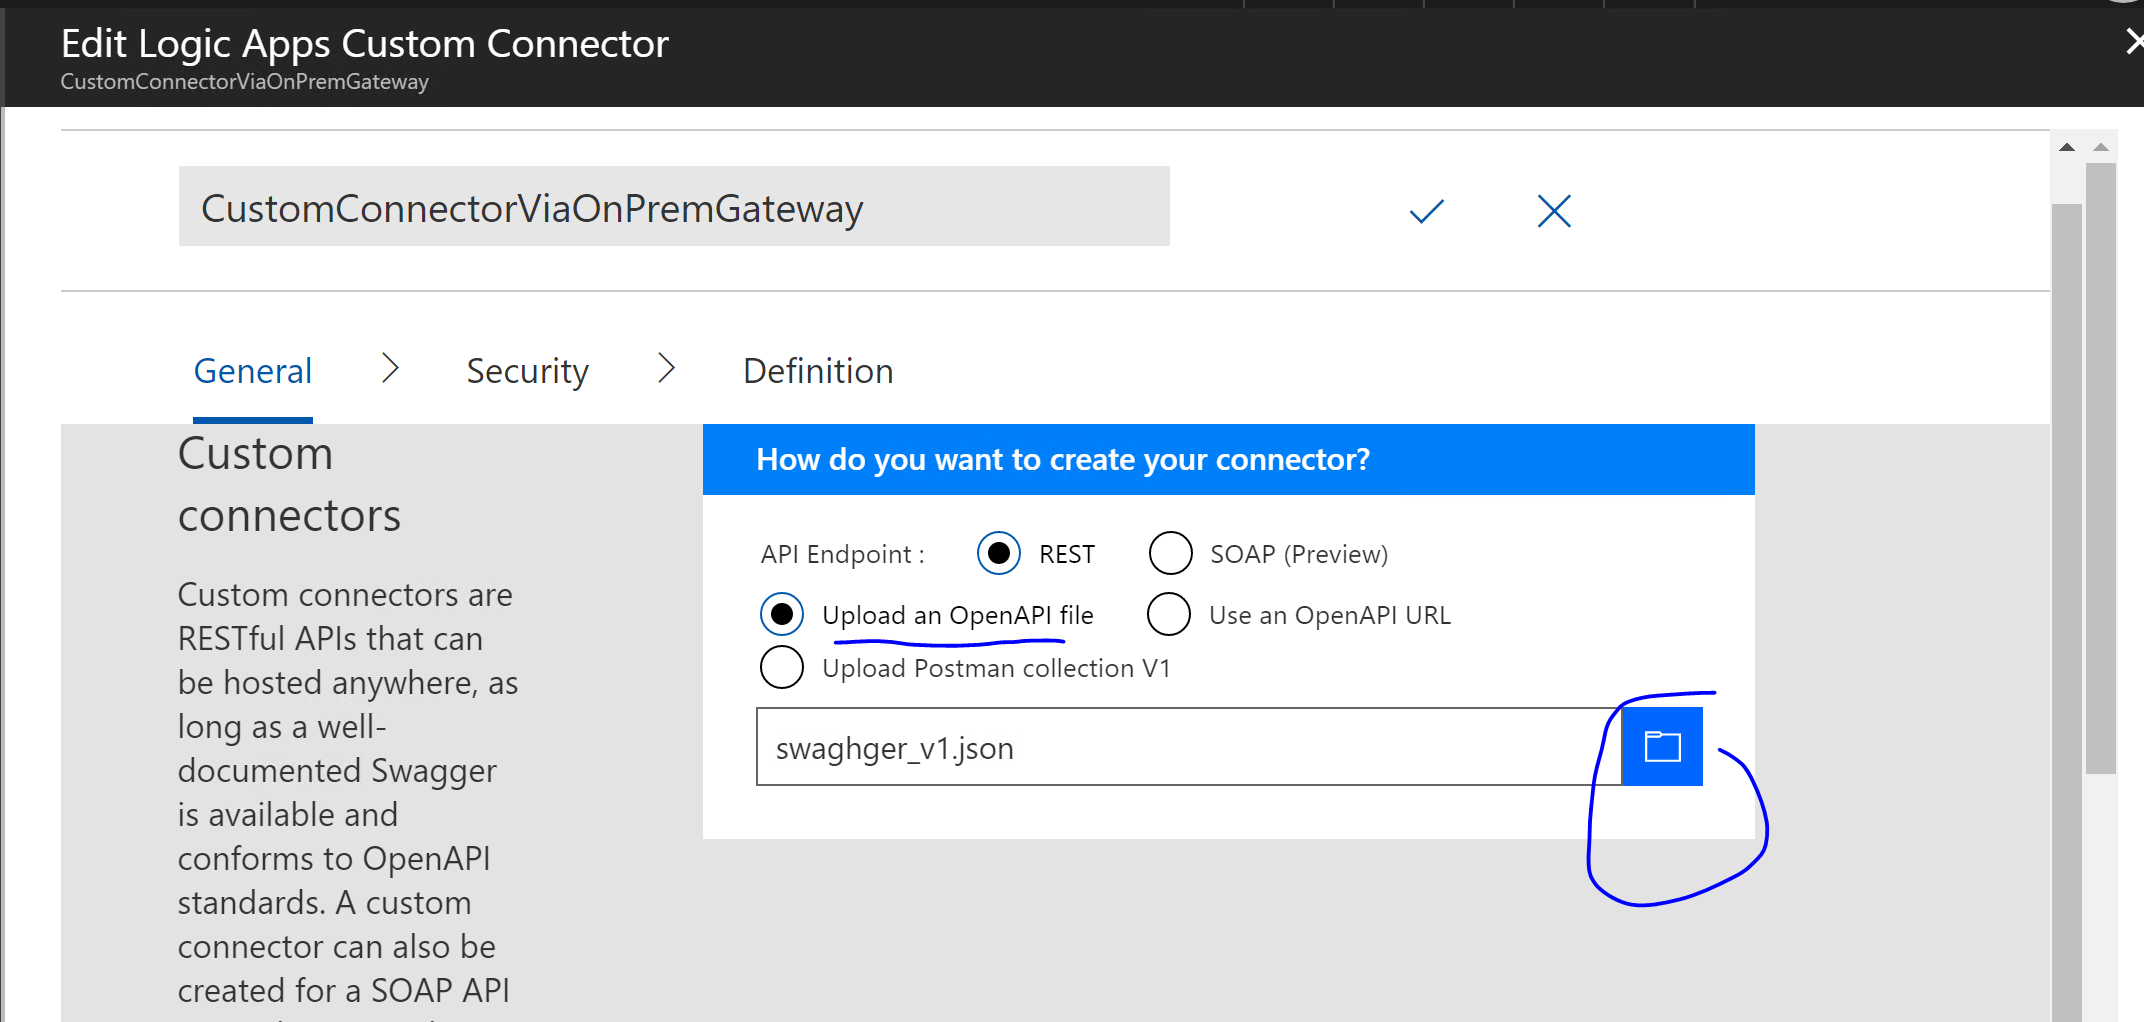 Edit Logic Apps Custom Connector
CustomConnectorViaOnPremGateway
CustomConnectorViaOnPremGateway
General
Security
Definition
Custom
connectors
Custom connectors are
RESTful APIs that can
be hosted anywhere, as
long as a well-
documented Swagger
is available and
conforms to OpenAPI
standards. A custom
connector can also be
created for a SOAP API
How do you want to create your connector?
API Endpoint :
REST
SOAP (Preview)
Upload an OpenAPI file
Use an OpenAPI URL
Upload Postman collection V1
swaghger_v1.json